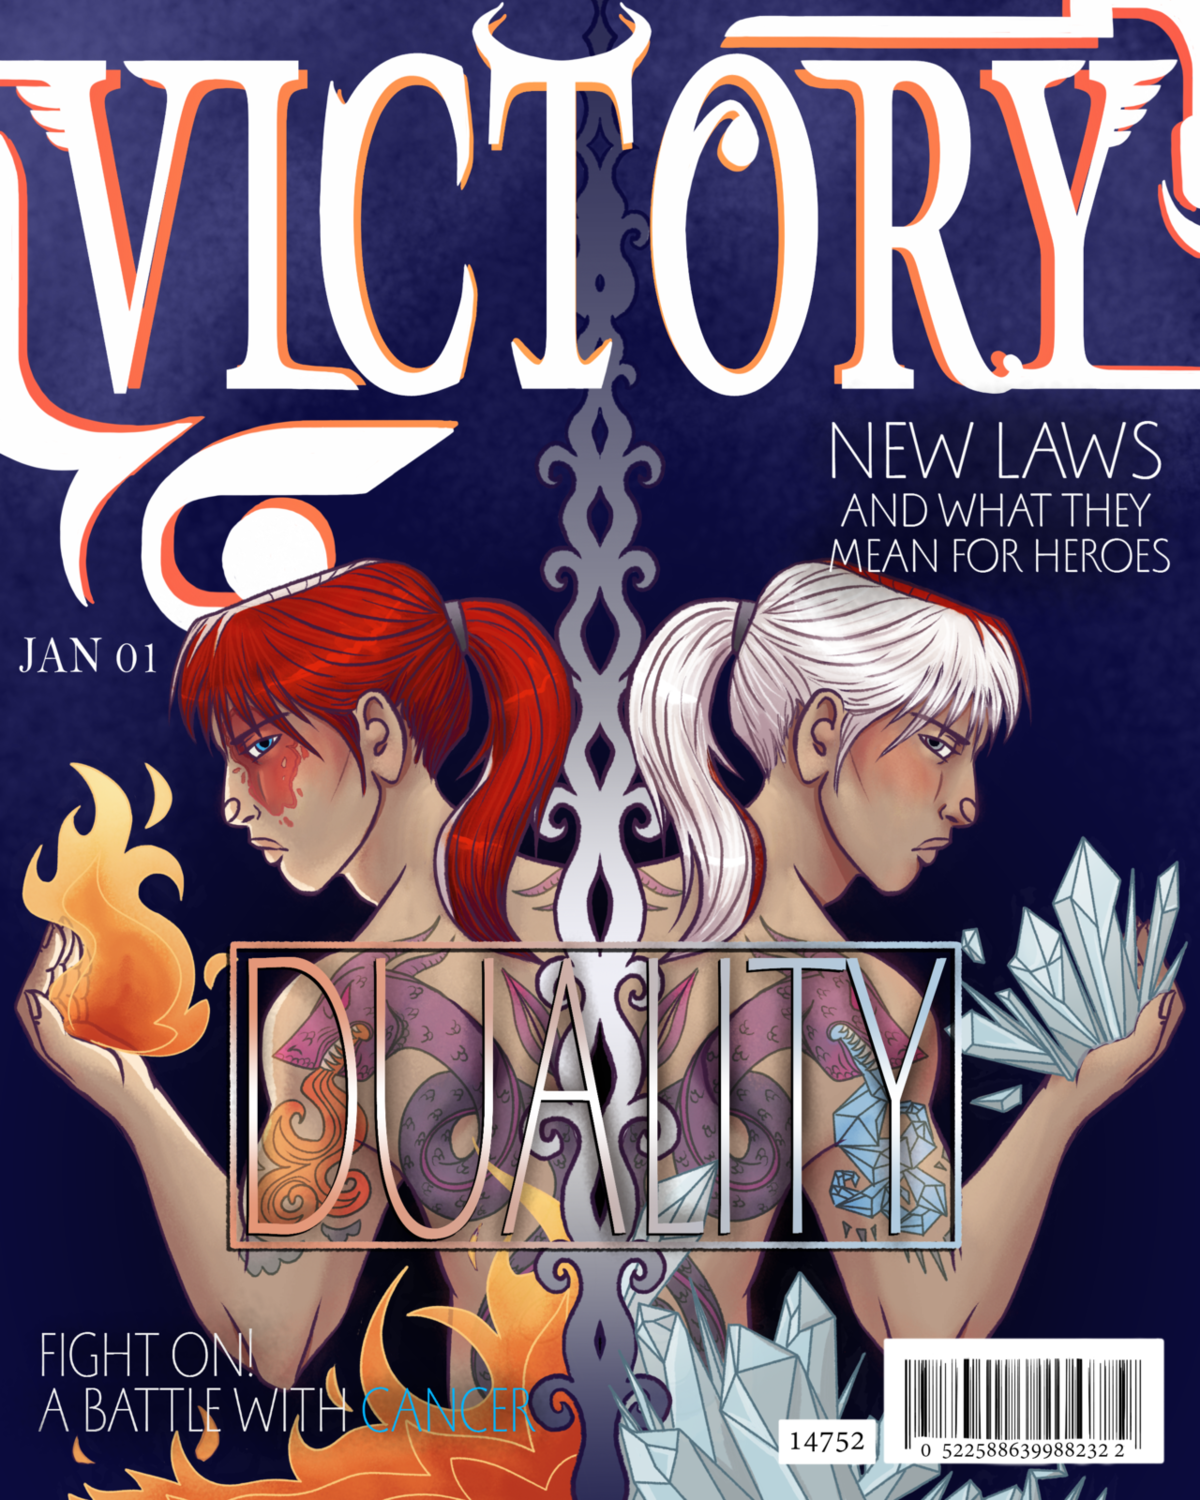 VICTORY
NEW LAWS
AND WHAT THEY
MEAN FOR HEROES
JAN 01
DUALITY
FIGHT ON!
A BATTLE WITH CANCER
14752
0 522588639988232 2